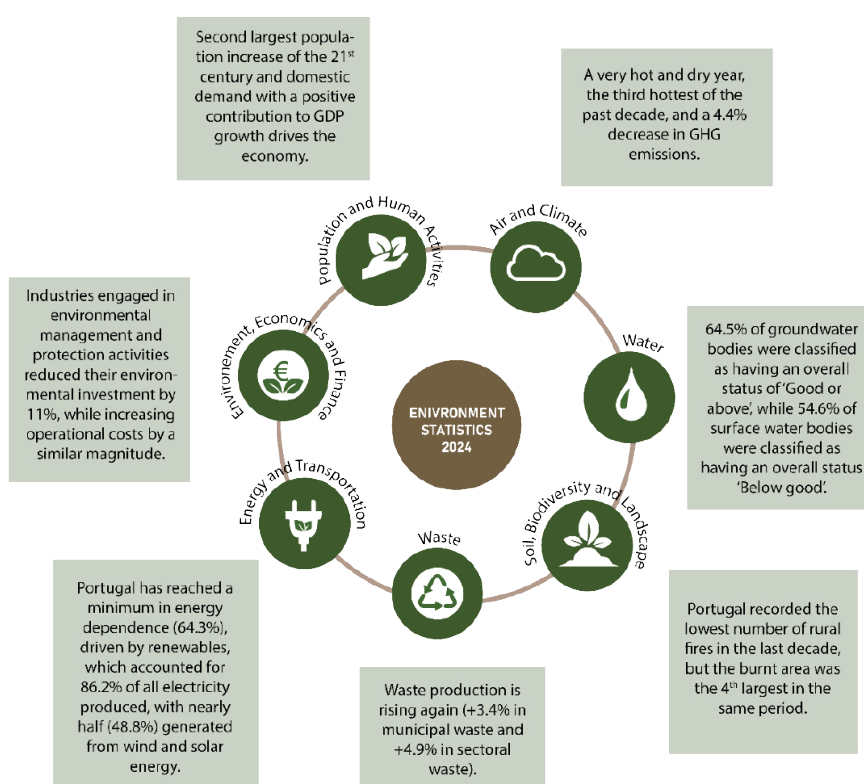 Second largest popula-
tion increase of the 21st
century and domestic
demand with a positive
contribution to GDP
growth drives the
economy.
A very hot and dry year,
the third hottest of the
past decade, and a 4.4%
decrease in GHG
emissions.
Population and Human Activities
Air and Climate
Industries engaged in
environmental
management and
protection activities
reduced their environ-
mental investment by
11%, while increasing
operational costs by a
similar magnitude.
Environement, Economics and Finance
€
Water
64.5% of groundwater
bodies were classified
as having an overall
status of ‘Good or
above’, while 54.6% of
surface water bodies
were classified as
having an overall status
‘Below good’.
ENIVRONMENT
STATISTICS
2024
Energy and Transportation
Waste
Soil, Biodiversity and Landscape
Portugal has reached a
minimum in energy
dependence (64.3%),
driven by renewables,
which accounted for
86.2% of all electricity
produced, with nearly
half (48.8%) generated
from wind and solar
energy.
Waste production is
rising again (+3.4% in
municipal waste and
+4.9% in sectoral
waste).
Portugal recorded the
lowest number of rural
fires in the last decade,
but the burnt area was
the 4th largest in the
same period.